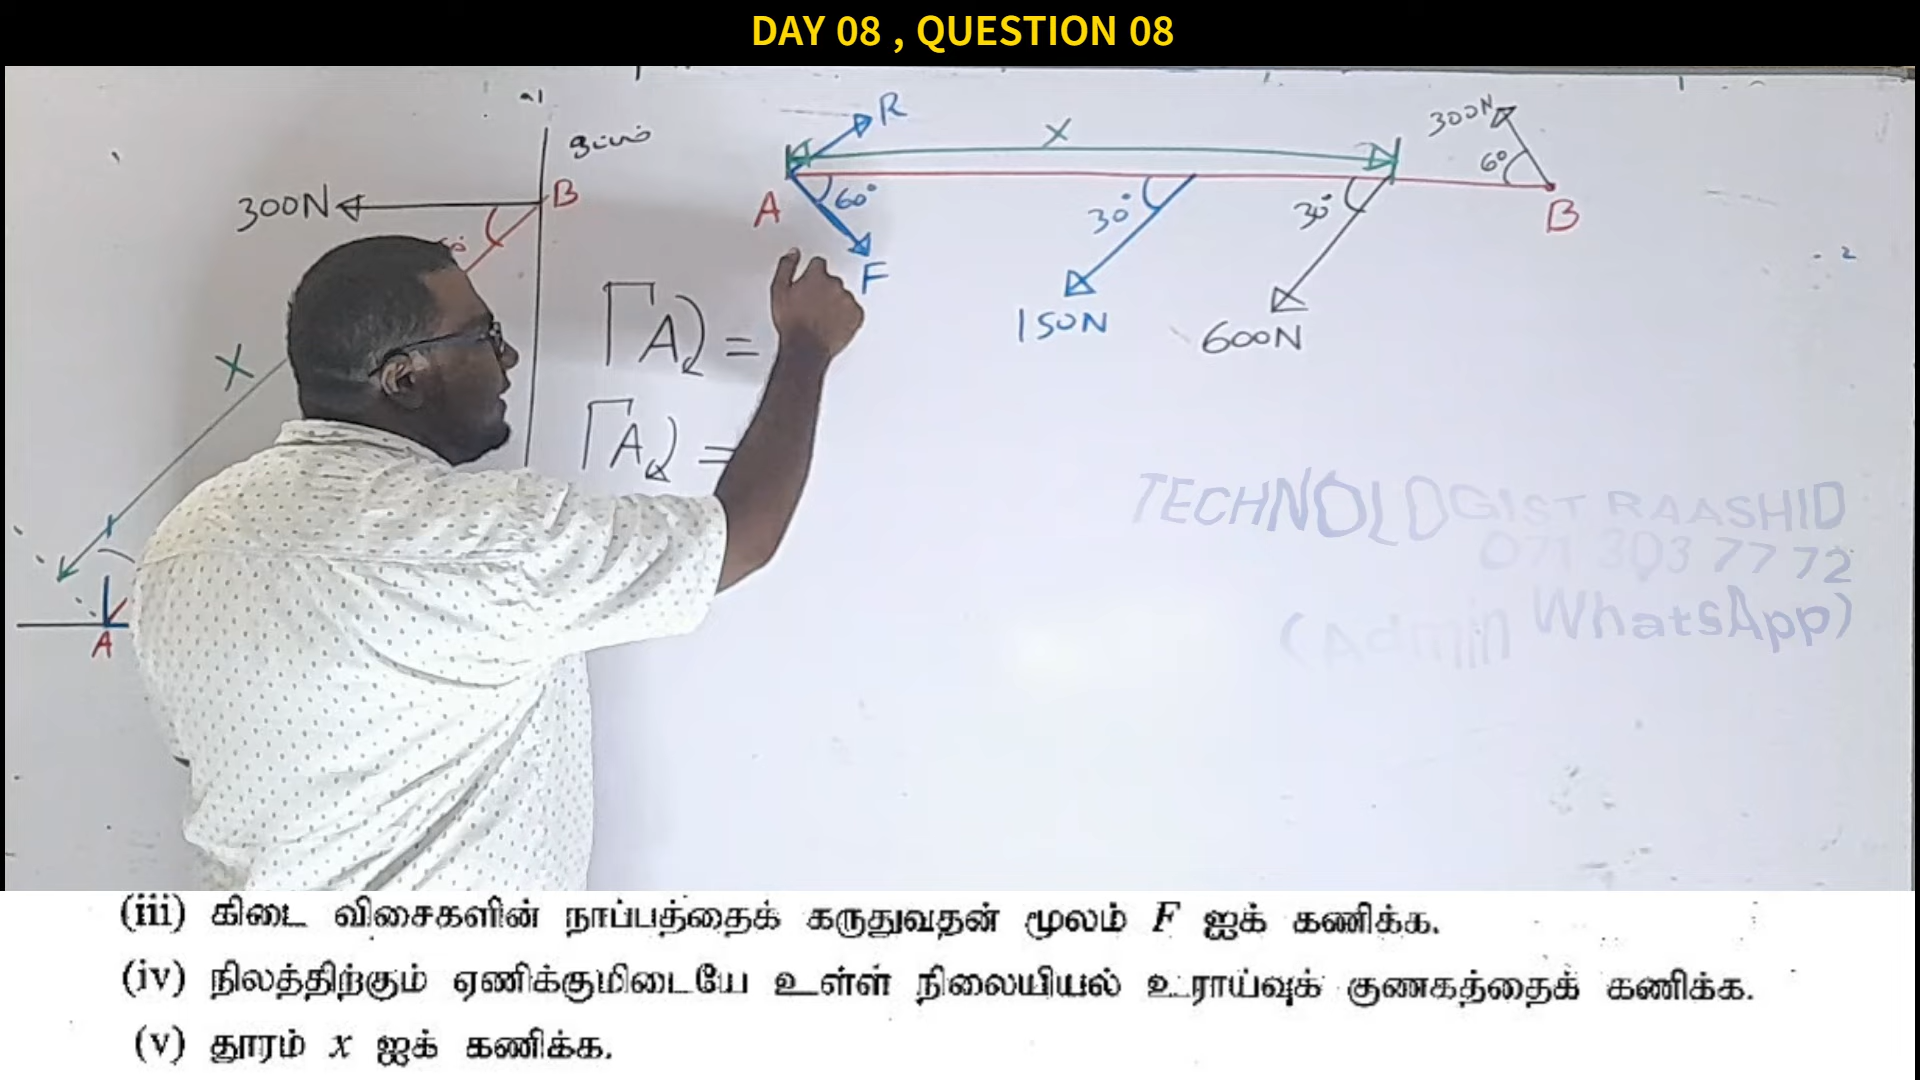 DAY 08 , QUESTION 08
R
X
300N
60°
A
60°
B
F
30°
150N
30°
600N
300N
B
X
A
ΓA =
ΓA =
TECHNOLOGIST RAASHID
071 303 77 72
(Admin WhatsApp)
(iii) கிடை விசைகளின் நாப்பத்தைக் கருதுவதன் மூலம் F ஐக் கணிக்க.
(iv) நிலத்திற்கும் ஏணிக்குமிடையே உள்ள் நிலையியல் உராய்வுக் குணகத்தைக் கணிக்க.
(v) தூரம் x ஐக் கணிக்க.